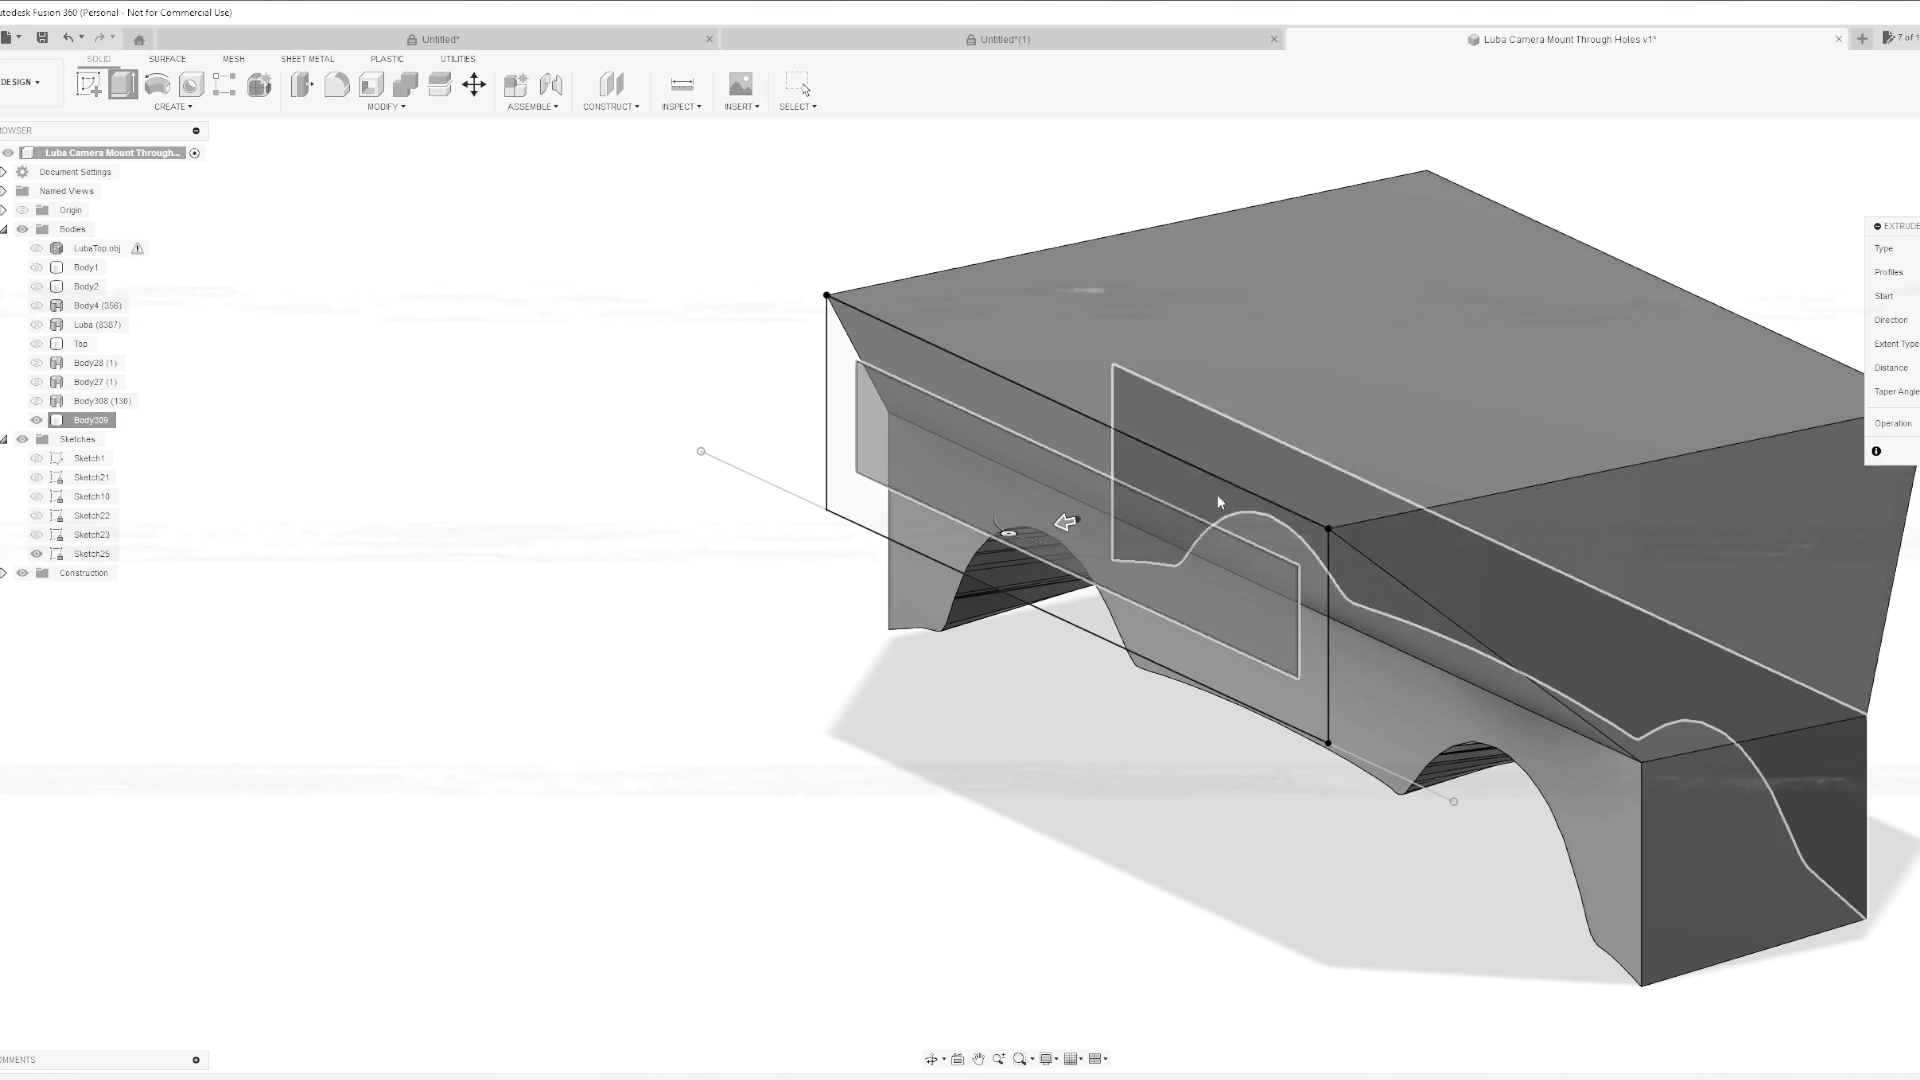 utodesk Fusion 360 (Personal - Not for Commercial Use)
Untitled*
Untitled*(1)
Luba Camera Mount Through Holes v1*
7 of 1
SOLID
SURFACE
MESH
SHEET METAL
PLASTIC
UTILITIES
DESIGN
CREATE
MODIFY
ASSEMBLE
CONSTRUCT
INSPECT
INSERT
SELECT
OWSER
Luba Camera Mount Through...
Document Settings
Named Views
Origin
Bodies
LubaTop.obj
Body1
Body2
Body4 (356)
Luba (8387)
Top
Body28 (1)
Body27 (1)
Body308 (130)
Body309
Sketches
Sketch1
Sketch21
Sketch10
Sketch22
Sketch23
Sketch25
Construction
EXTRUDE
Type
Profiles
Start
Direction
Extent Type
Distance
Taper Angle
Operation
OMMENTS